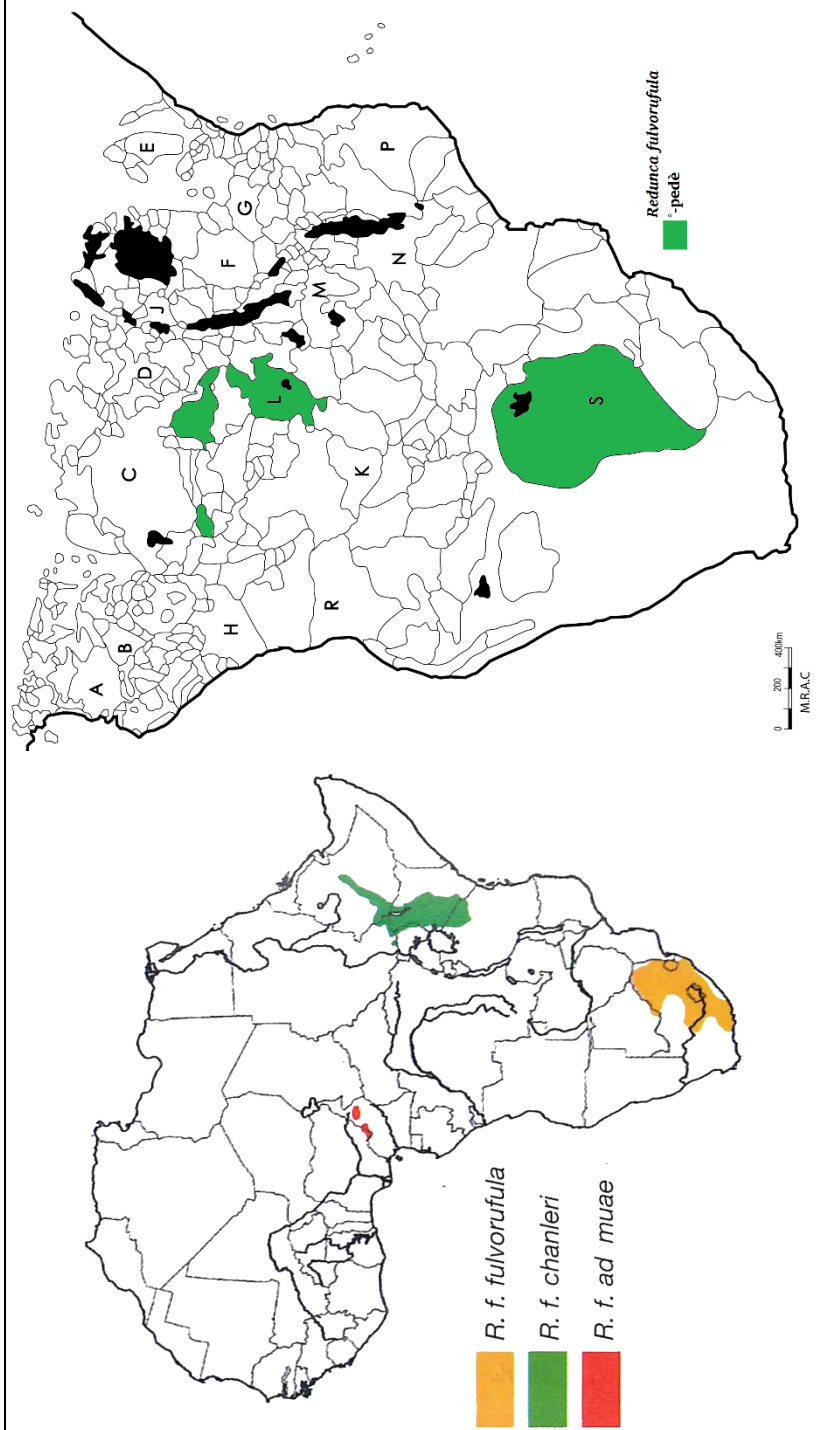 A
B
C
D
E
F
G
H
J
K
L
M
N
P
R
S
Redunca fulvorufula
°-pedè
0 200 400km
M.R.A.C
R. f. fulvorufula
R. f. chanleri
R. f. ad muae